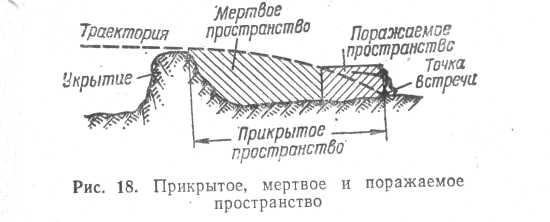 Траектория
Мертвое
пространство
Поражаемое
пространство
Точка
встречи
Укрытие
Прикрытое
пространство
Рис. 18. Прикрытое, мертвое и поражаемое
пространство